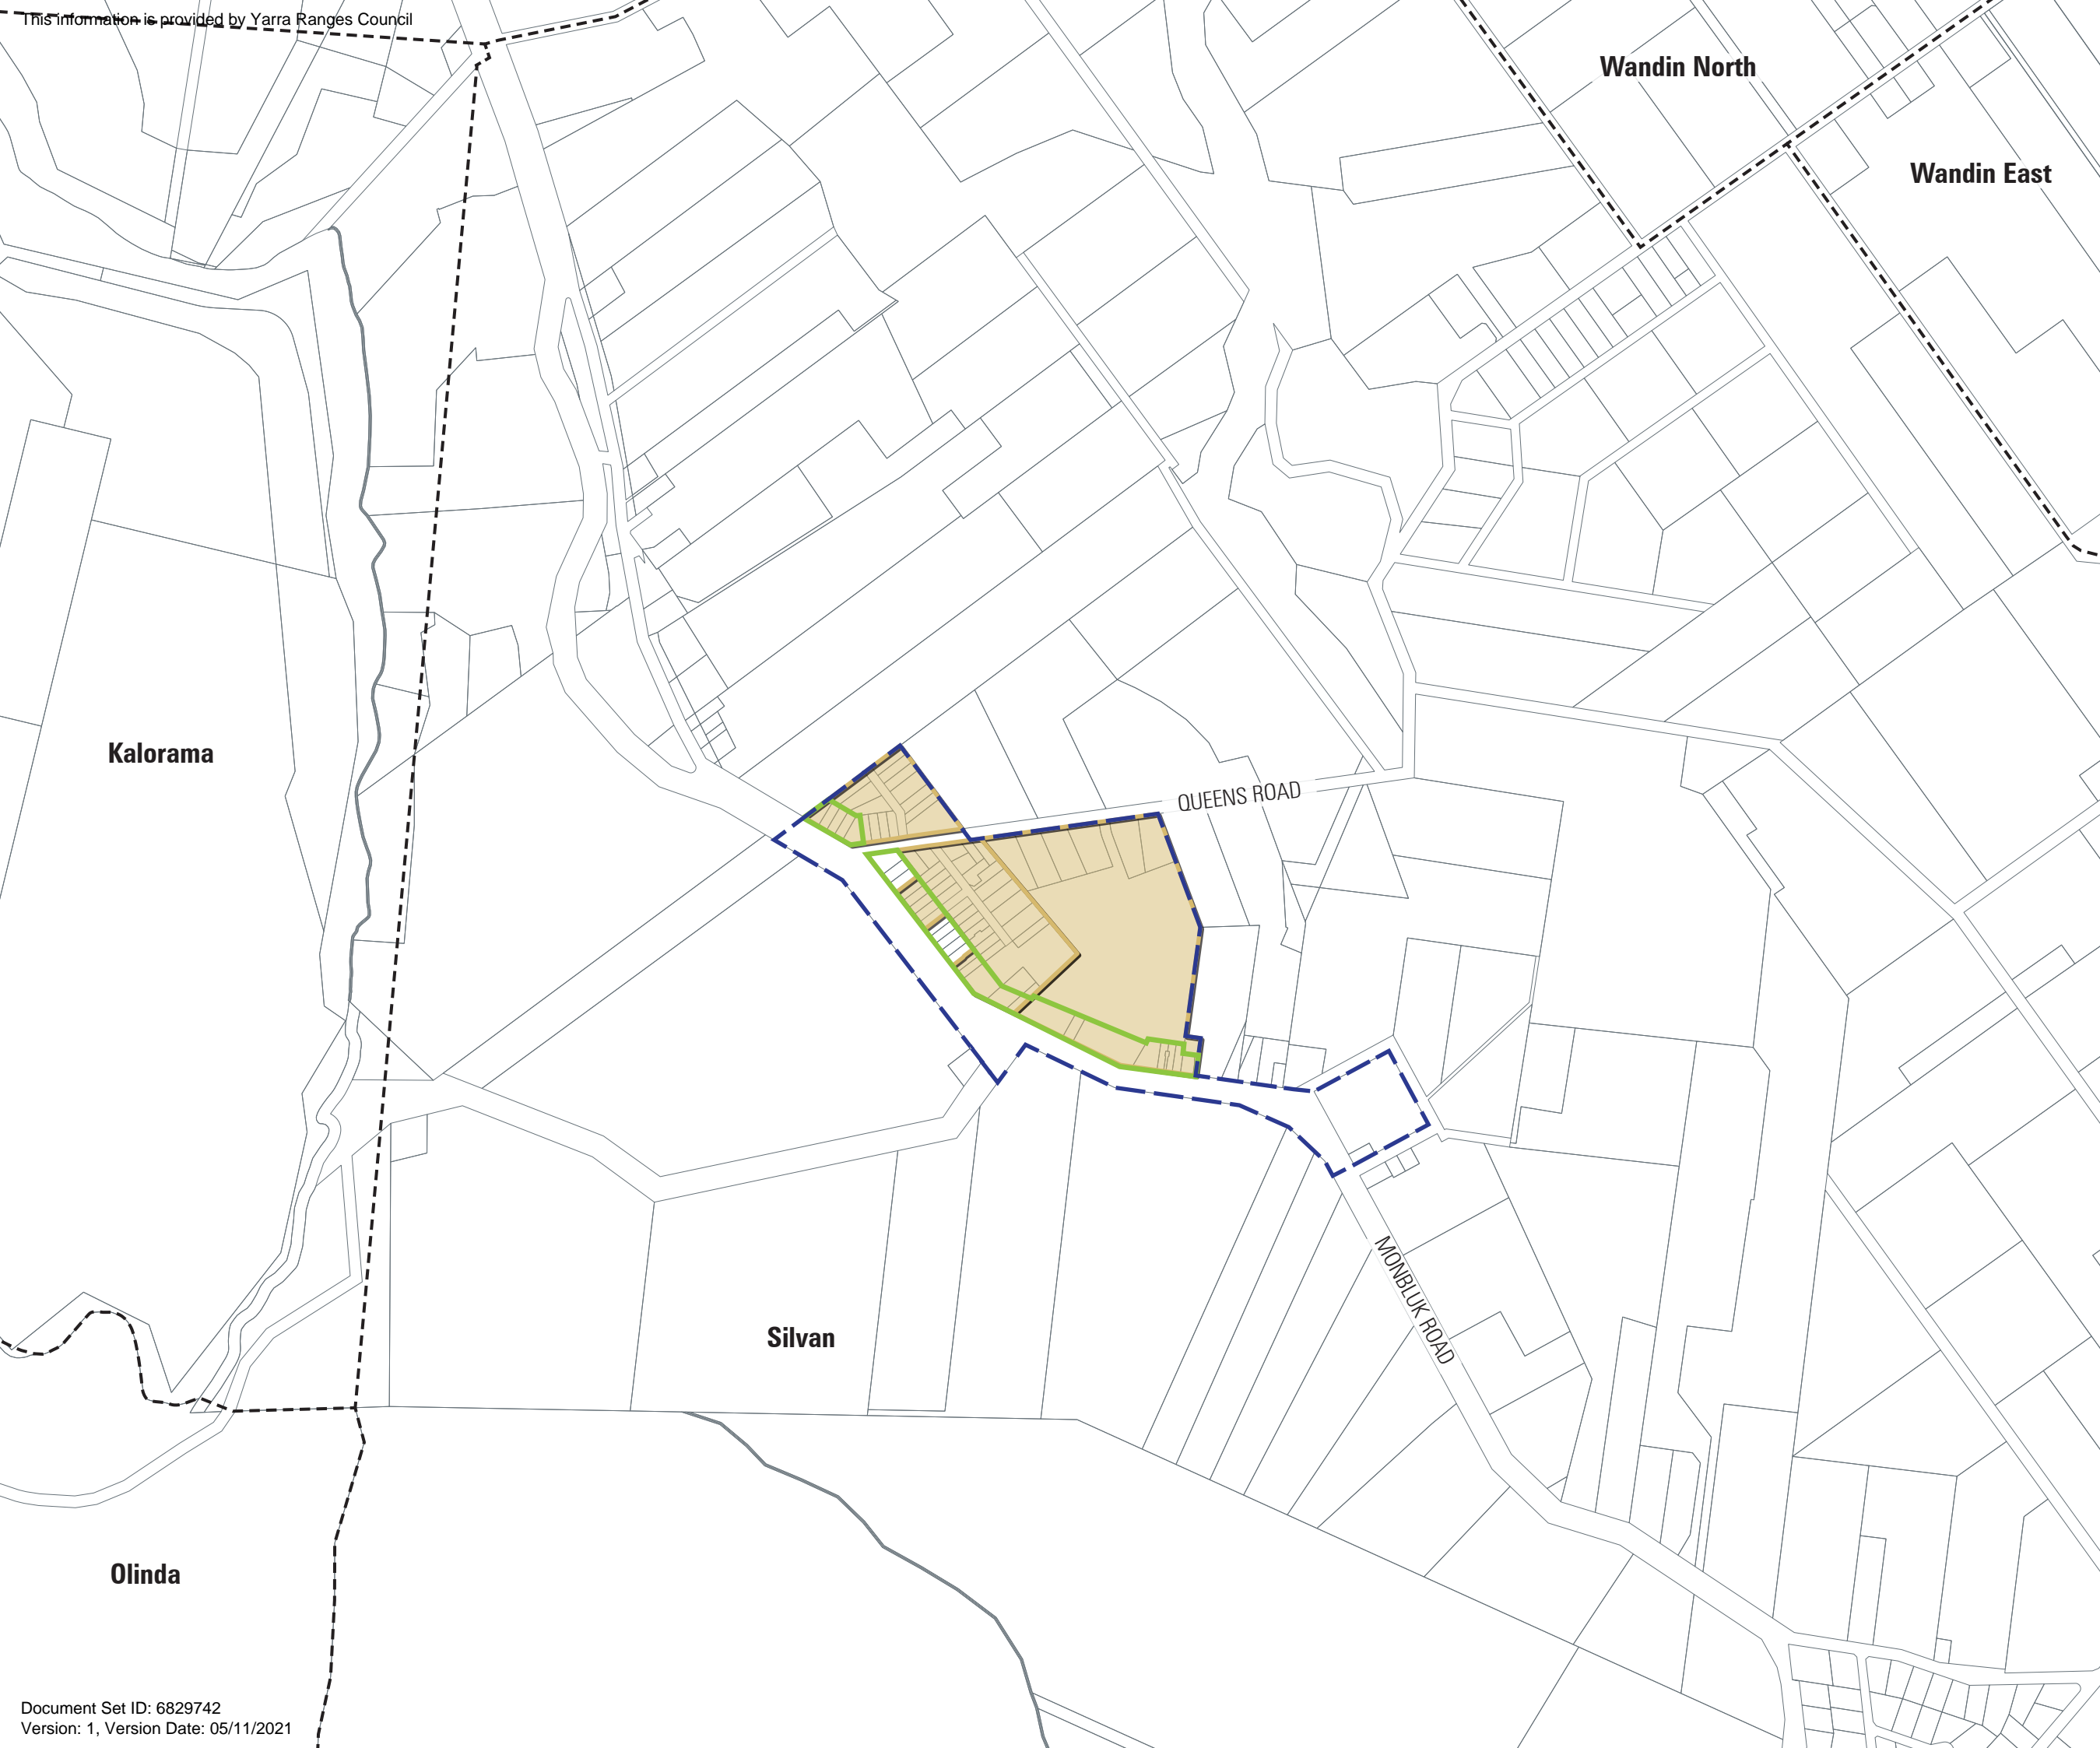 This information is provided by Yarra Ranges Council
Wandin North
Wandin East
Kalorama
QUEENS ROAD
MONBLUK ROAD
Silvan
Olinda
Document Set ID: 6829742
Version: 1, Version Date: 05/11/2021